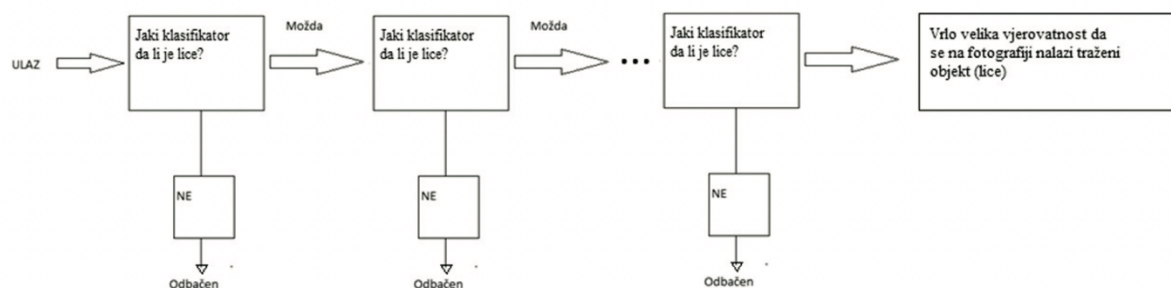 ULAZ
Jaki klasifikator
da li je lice?
Možda
Jaki klasifikator
da li je lice?
Možda
Jaki klasifikator
da li je lice?
Vrlo velika vjerovatnost da
se na fotografiji nalazi traženi
objekt (lice)
NE
NE
NE
Odbačen
Odbačen
Odbačen